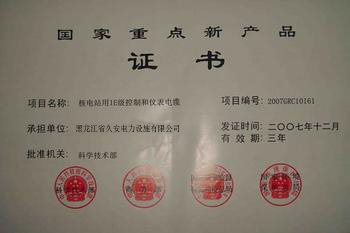 国家重点新产品
证书
项目名称：核电站用1E级控制和仪表电缆
项目编号：2007GRC10161
承担单位：黑龙江省久安电力设施有限公司
发证时间：二〇〇七年十二月
有效期：三年
批准机关：科学技术部